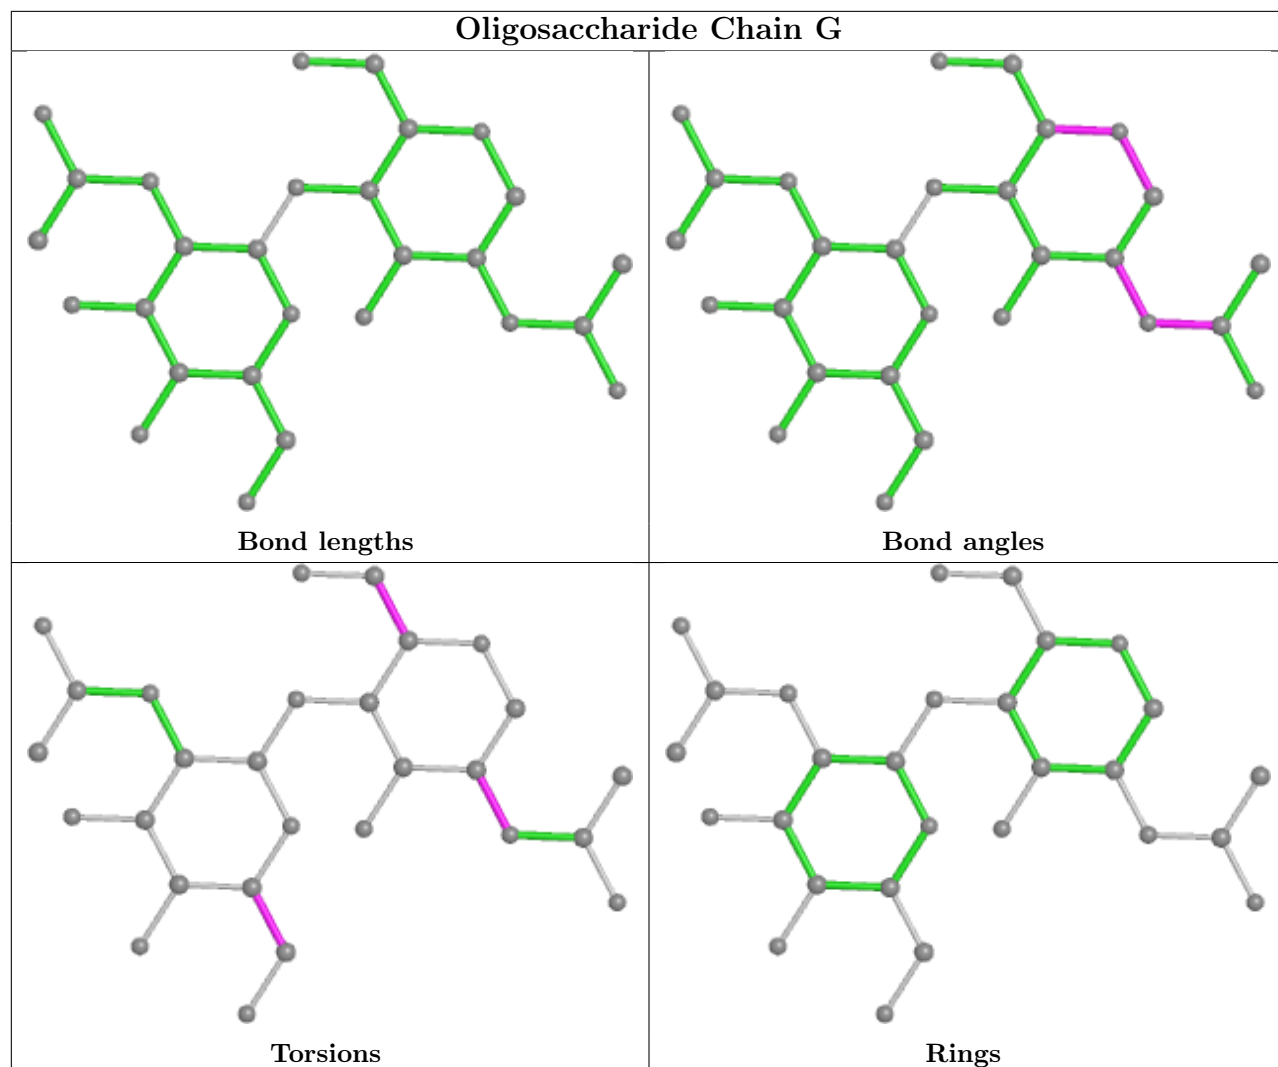 Oligosaccharide Chain G
Bond lengths
Bond angles
Torsions
Rings